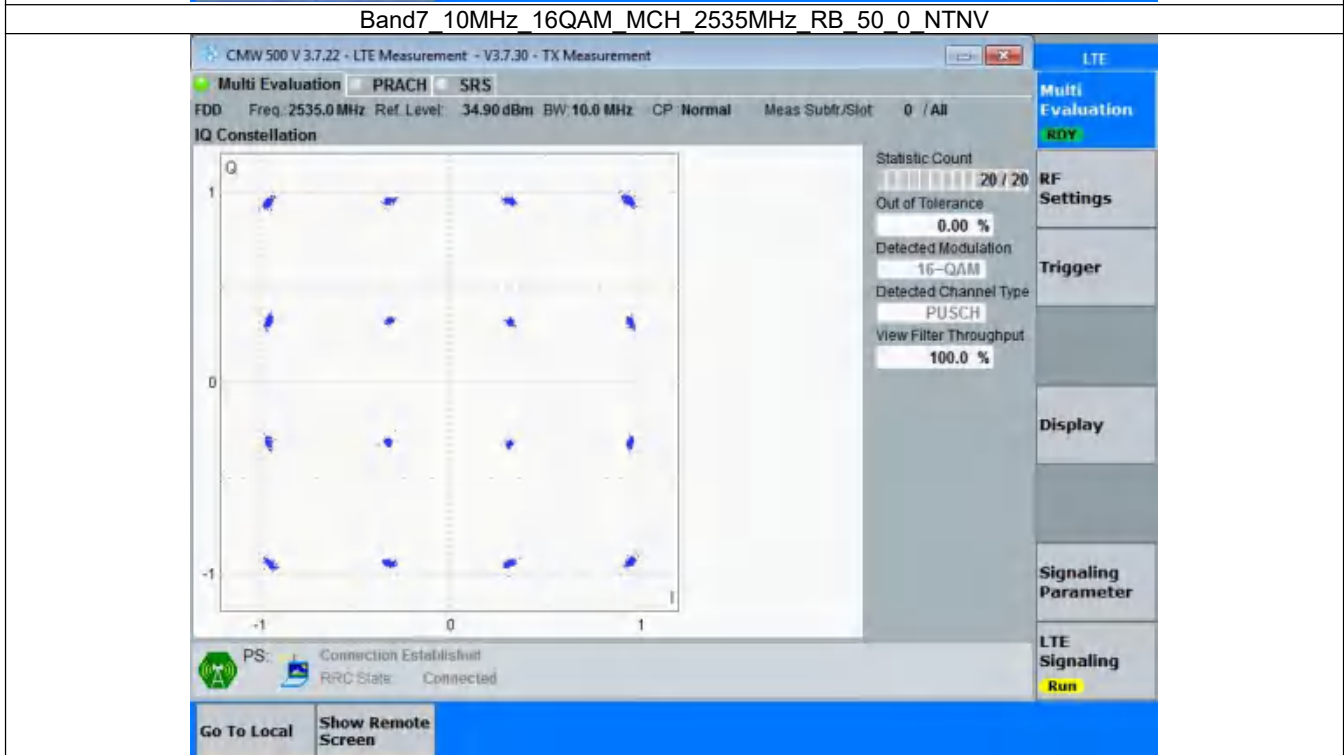 Band7_10MHz_16QAM_MCH_2535MHz_RB_50_0_NTNV
CMW 500 V 3.7.22 - LTE Measurement - V3.7.30 - TX Measurement
Multi Evaluation PRACH SRS
FDD Freq.: 2535.0 MHz Ref. Level: 34.90 dBm BW: 10.0 MHz CP: Normal Meas Subfr./Slot: 0 / All
IQ Constellation
Q
1
0
-1
-1 0 1
I
Statistic Count
20 / 20
Out of Tolerance
0.00 %
Detected Modulation
16-QAM
Detected Channel Type
PUSCH
View Filter Throughput
100.0 %
PS:
Connection Established
RRC State: Connected
LTE
Multi
Evaluation
RDY
RF
Settings
Trigger
Display
Signaling
Parameter
LTE
Signaling
Run
Go To Local
Show Remote
Screen